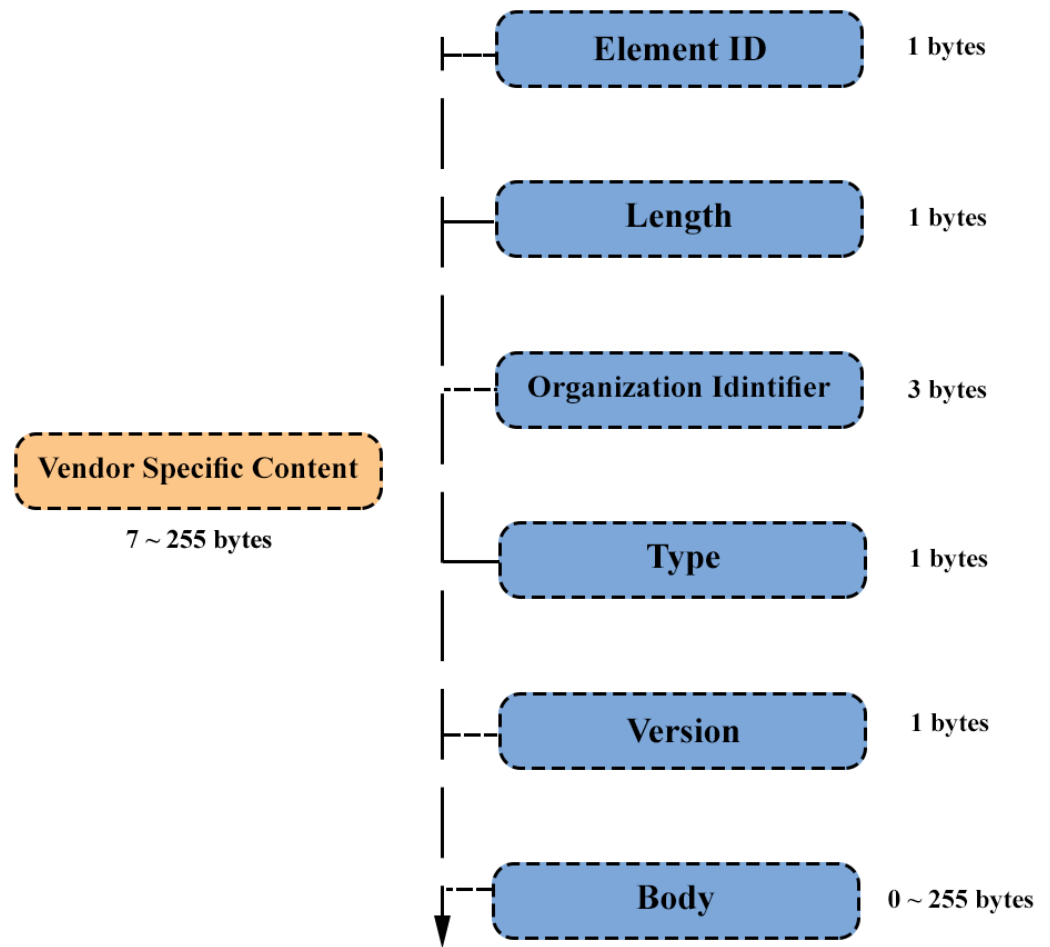 Element ID
1 bytes
Length
1 bytes
Organization Idintifier
3 bytes
Vendor Specific Content
7 ~ 255 bytes
Type
1 bytes
Version
1 bytes
Body
0 ~ 255 bytes